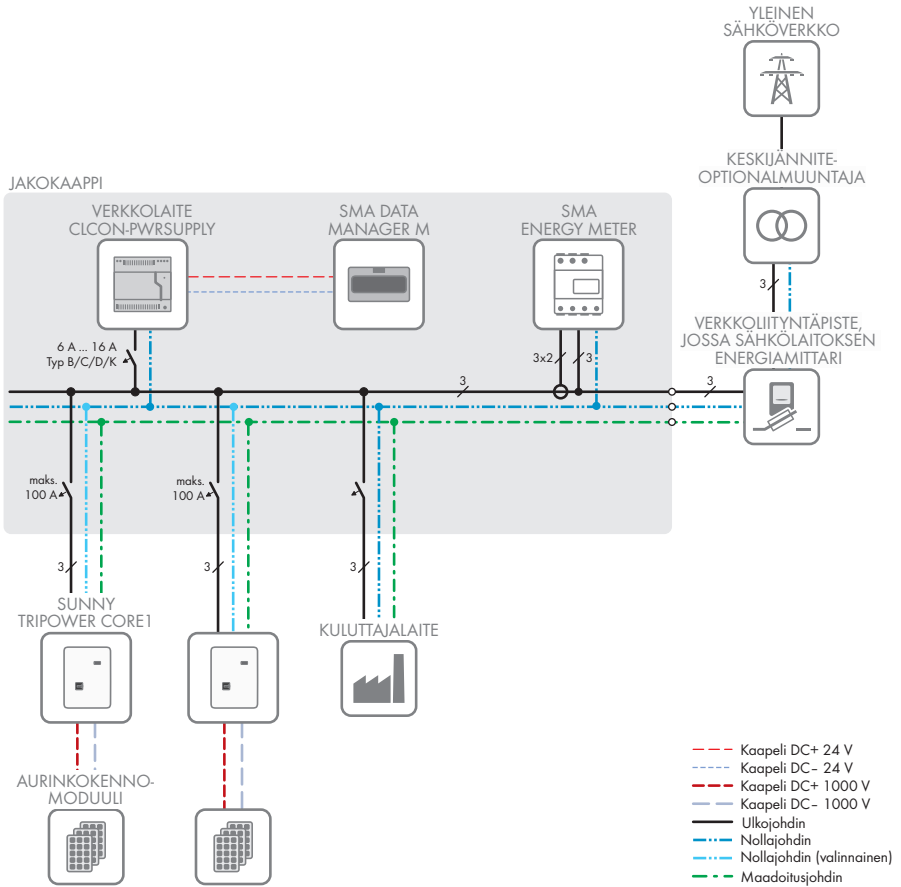 YLEINEN
SÄHKÖVERKKO
KESKIJÄNNITE-
OPTIONALMUUNTAJA
JAKOKAAPPI
VERKKOLAITE
CLCON-PWRSUPPLY
SMA DATA
MANAGER M
SMA
ENERGY METER
3
VERKKOLIITYNTÄPISTE,
JOSSA SÄHKÖLAITOKSEN
ENERGIAMITTARI
6 A ... 16 A
Typ B/C/D/K
3x2
3
3
3
maks.
100 A
maks.
100 A
3
3
3
SUNNY
TRIPOWER CORE1
KULUTTAJALAITE
AURINKOKENNO-
MODUULI
Kaapeli DC+ 24 V
Kaapeli DC– 24 V
Kaapeli DC+ 1000 V
Kaapeli DC– 1000 V
Ulkojohdin
Nollajohdin
Nollajohdin (valinnainen)
Maadoitusjohdin